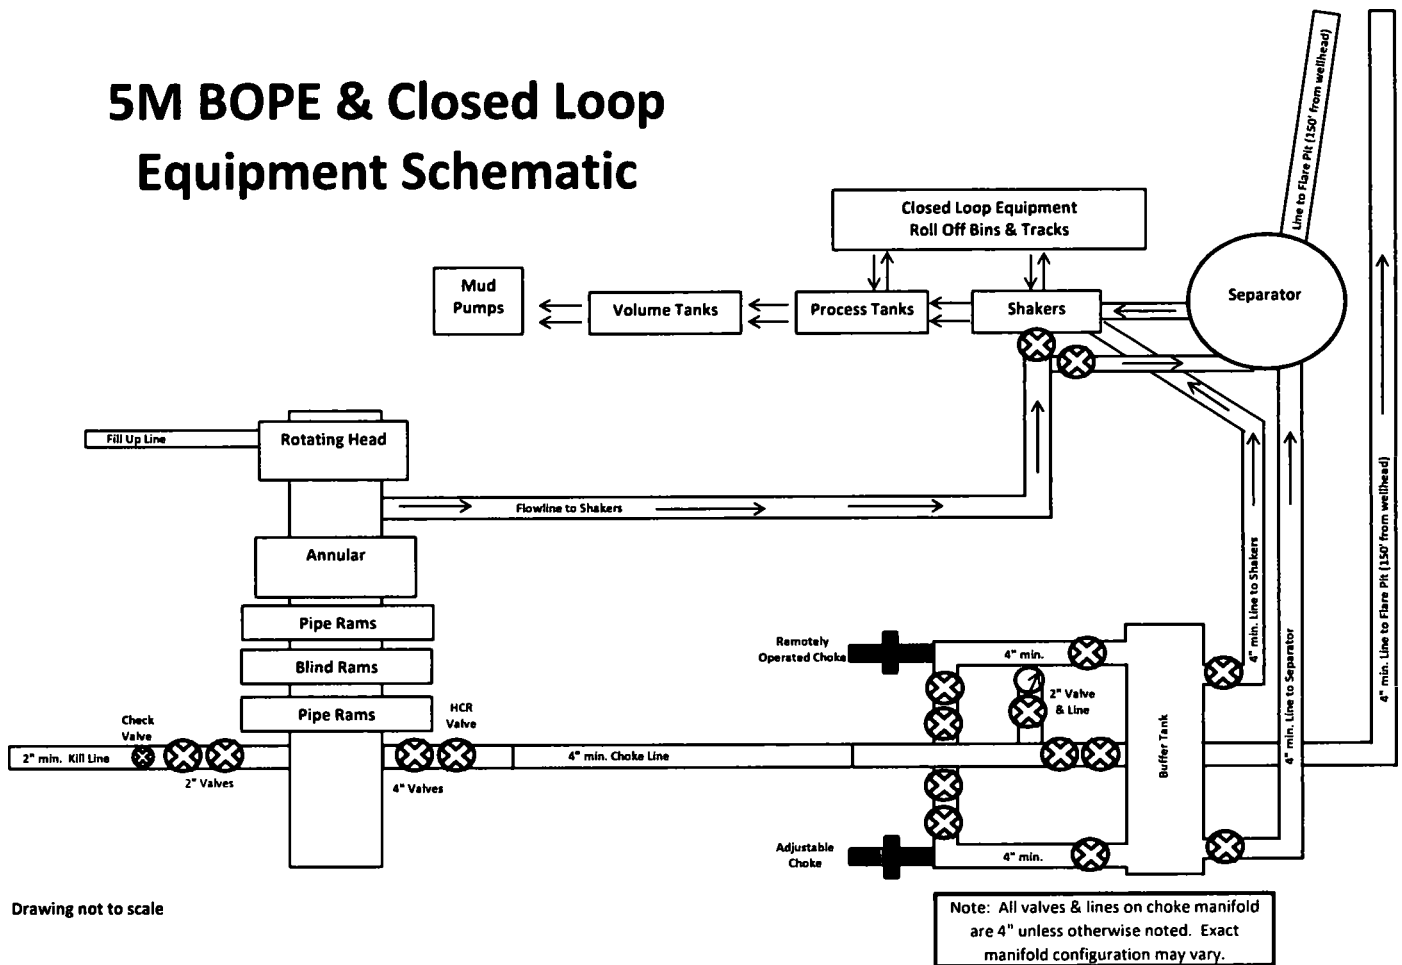 5M BOPE & Closed Loop
Equipment Schematic
Line to Flare Pit (150' from wellhead)
Closed Loop Equipment
Roll Off Bins & Tracks
Mud
Pumps
Volume Tanks
Process Tanks
Shakers
Separator
Fill Up Line
Rotating Head
Flowline to Shakers
Annular
Pipe Rams
Blind Rams
Pipe Rams
Check
Valve
HCR
Valve
2" min. Kill Line
2" Valves
4" Valves
4" min. Choke Line
Remotely
Operated Choke
4" min.
2" Valve
& Line
Buffer Tank
Adjustable
Choke
4" min.
4" min. Line to Shakers
4" min. Line to Separator
4" min. Line to Flare Pit (150' from wellhead)
Drawing not to scale
Note: All valves & lines on choke manifold
are 4" unless otherwise noted. Exact
manifold configuration may vary.